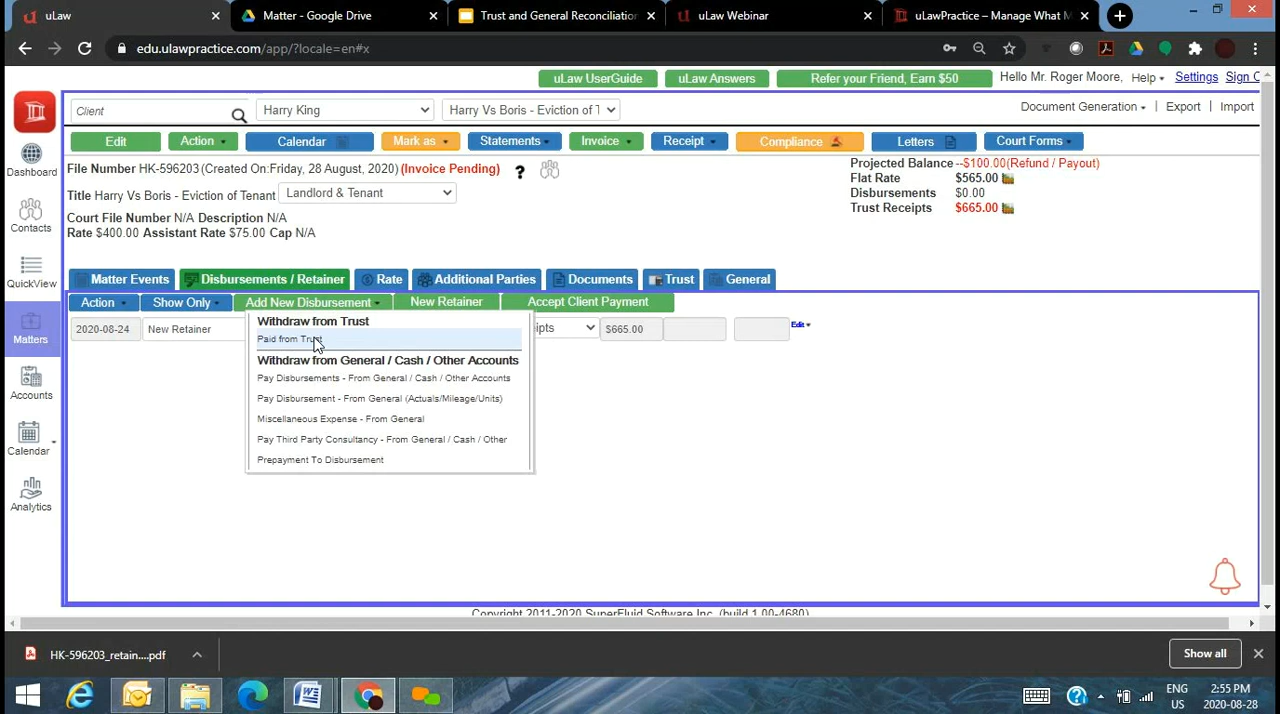 uLaw
Matter - Google Drive
Trust and General Reconciliation
uLaw Webinar
uLawPractice – Manage What M
edu.ulawpractice.com/app/?locale=en#x
uLaw UserGuide
uLaw Answers
Refer your Friend, Earn $50
Hello Mr. Roger Moore,
Help
Settings
Sign O
Client
Harry King
Harry Vs Boris - Eviction of T
Document Generation
Export
Import
Edit
Action
Calendar
Mark as
Statements
Invoice
Receipt
Compliance
Letters
Court Forms
File Number HK-596203 (Created On:Friday, 28 August, 2020) (Invoice Pending)
?
Title Harry Vs Boris - Eviction of Tenant
Landlord & Tenant
Court File Number N/A Description N/A
Rate $400.00 Assistant Rate $75.00 Cap N/A
Projected Balance --$100.00(Refund / Payout)
Flat Rate $565.00
Disbursements $0.00
Trust Receipts $665.00
Dashboard
Contacts
QuickView
Matters
Accounts
Calendar
Analytics
Matter Events
Disbursements / Retainer
Rate
Additional Parties
Documents
Trust
General
Action
Show Only
Add New Disbursement
New Retainer
Accept Client Payment
2020-08-24
New Retainer
ipts
$665.00
Edit
Withdraw from Trust
Paid from Trust
Withdraw from General / Cash / Other Accounts
Pay Disbursements - From General / Cash / Other Accounts
Pay Disbursement - From General (Actuals/Mileage/Units)
Miscellaneous Expense - From General
Pay Third Party Consultancy - From General / Cash / Other
Prepayment To Disbursement
Copyright 2011-2020 SuperFluid Software Inc. (build 1.00-4680)
HK-596203_retain....pdf
Show all
ENG
US
2:55 PM
2020-08-28